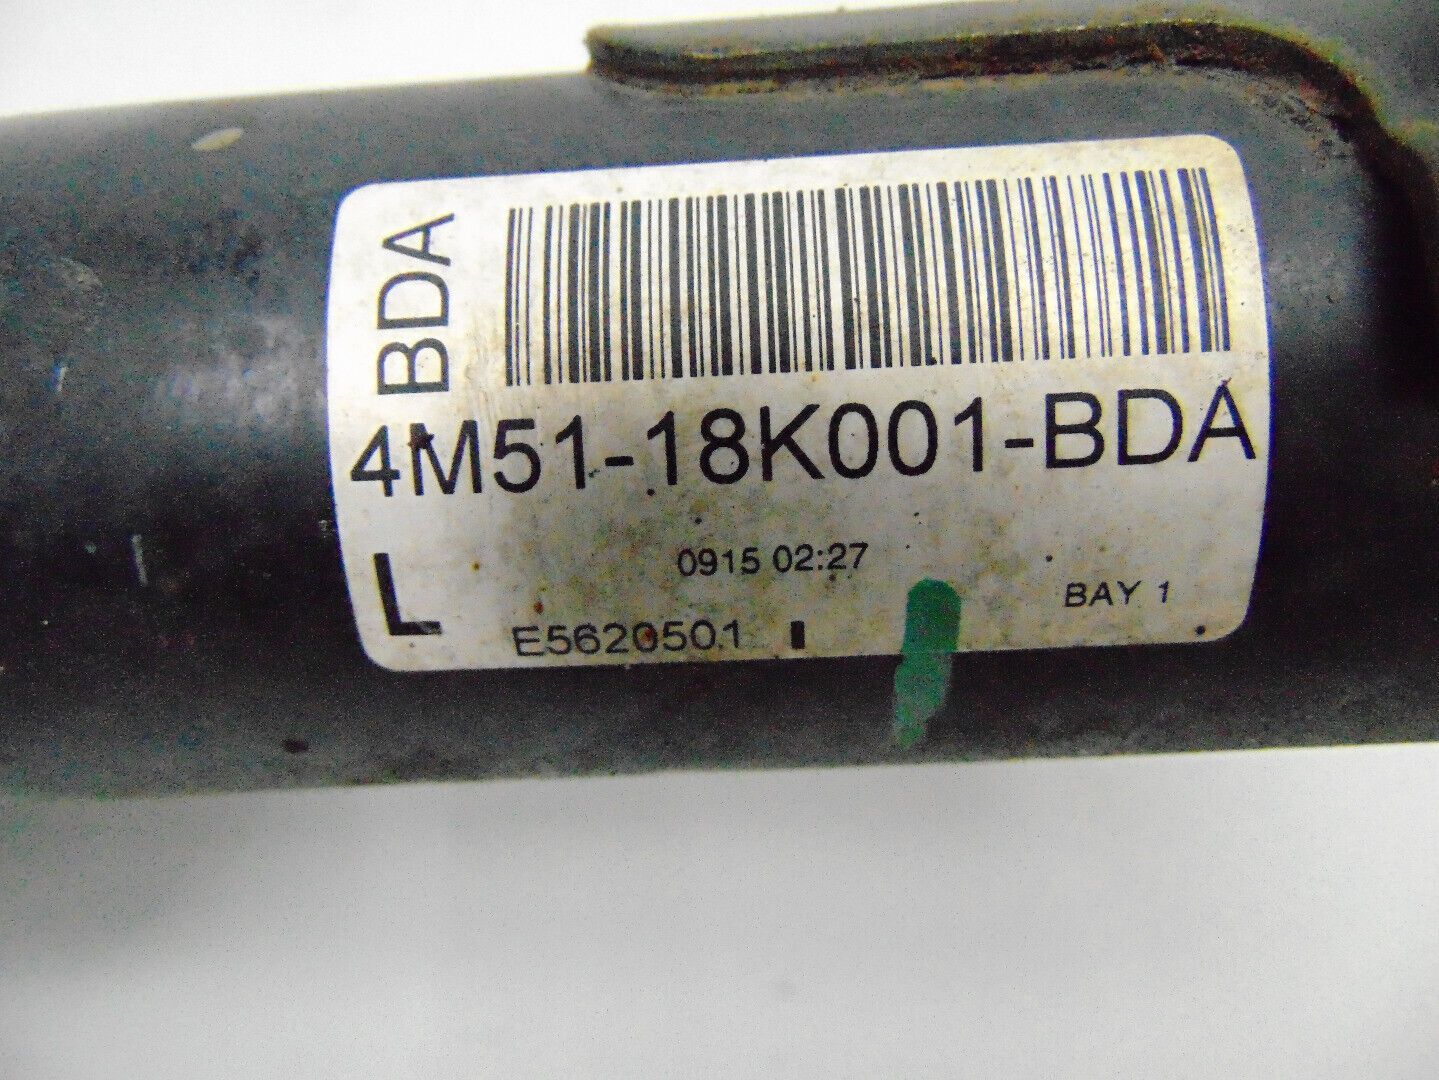 BDA
4M51-18K001-BDA
L
0915 02:27
BAY 1
E5620501